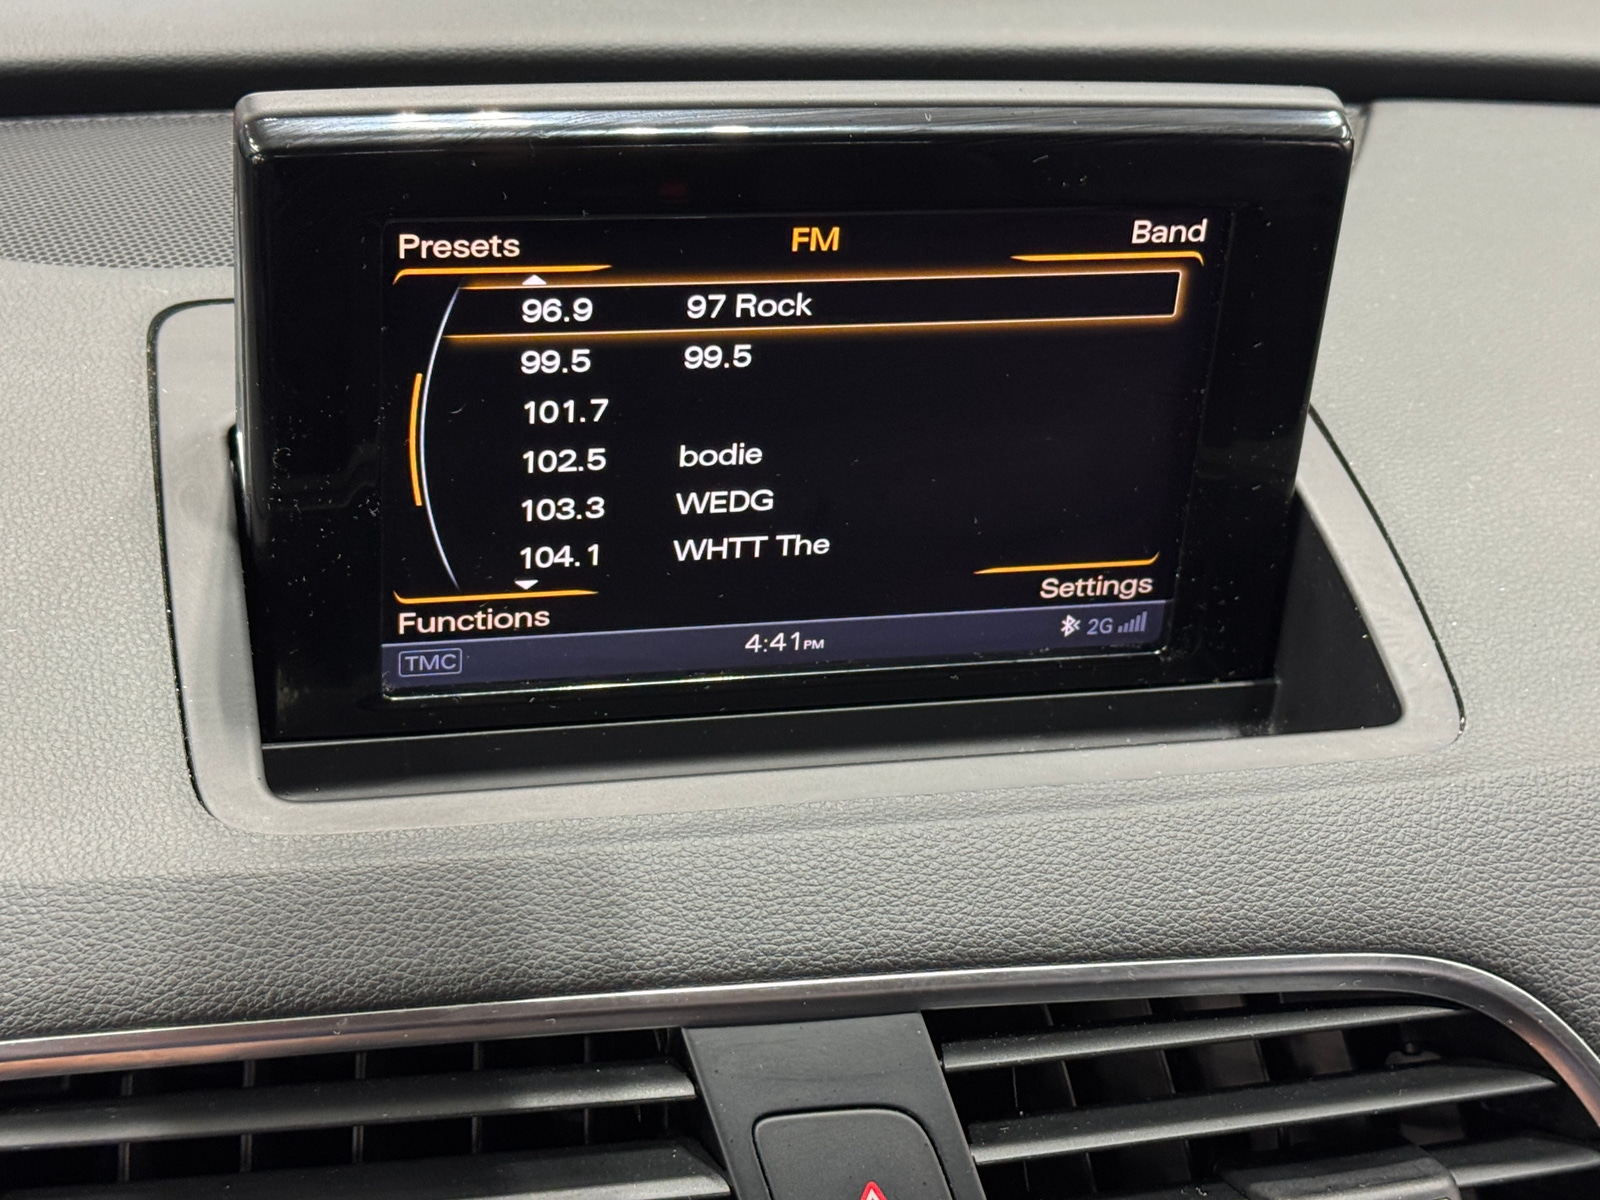 Presets FM Band
96.9 97 Rock
99.5 99.5
101.7
102.5 bodie
103.3 WEDG
104.1 WHTT The
Settings
Functions
TMC 4:41PM 2G